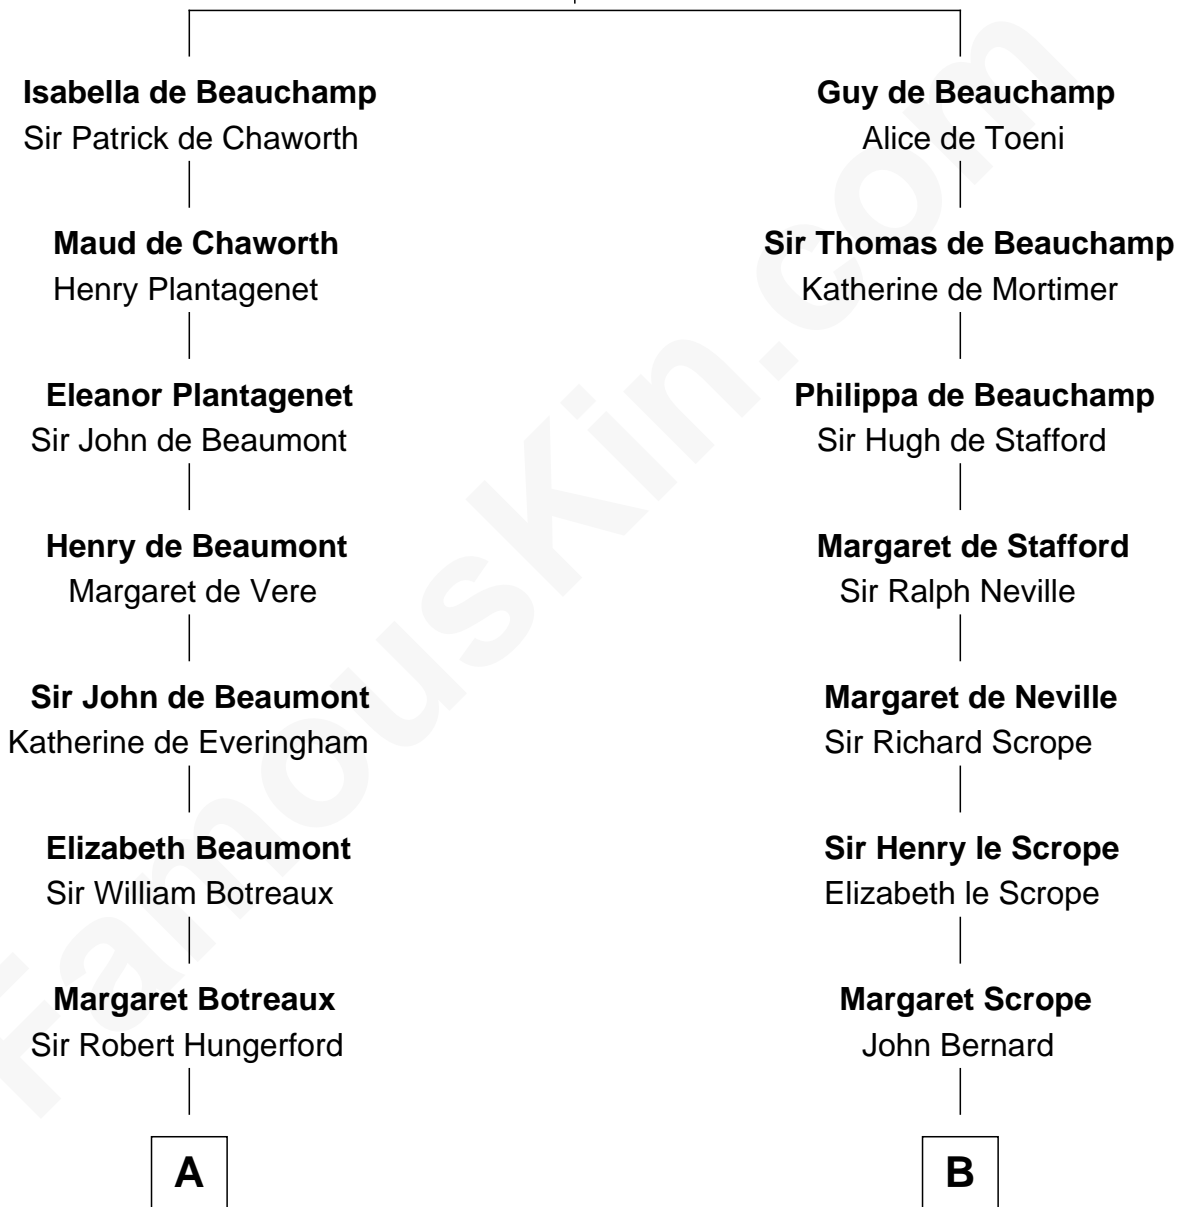 Isabella de Beauchamp
Sir Patrick de Chaworth
Maud de Chaworth
Henry Plantagenet
Eleanor Plantagenet
Sir John de Beaumont
Henry de Beaumont
Margaret de Vere
Sir John de Beaumont
Katherine de Everingham
Elizabeth Beaumont
Sir William Botreaux
Margaret Botreaux
Sir Robert Hungerford
A
Guy de Beauchamp
Alice de Toeni
Sir Thomas de Beauchamp
Katherine de Mortimer
Philippa de Beauchamp
Sir Hugh de Stafford
Margaret de Stafford
Sir Ralph Neville
Margaret de Neville
Sir Richard Scrope
Sir Henry le Scrope
Elizabeth le Scrope
Margaret Scrope
John Bernard
B
FamousKin.com